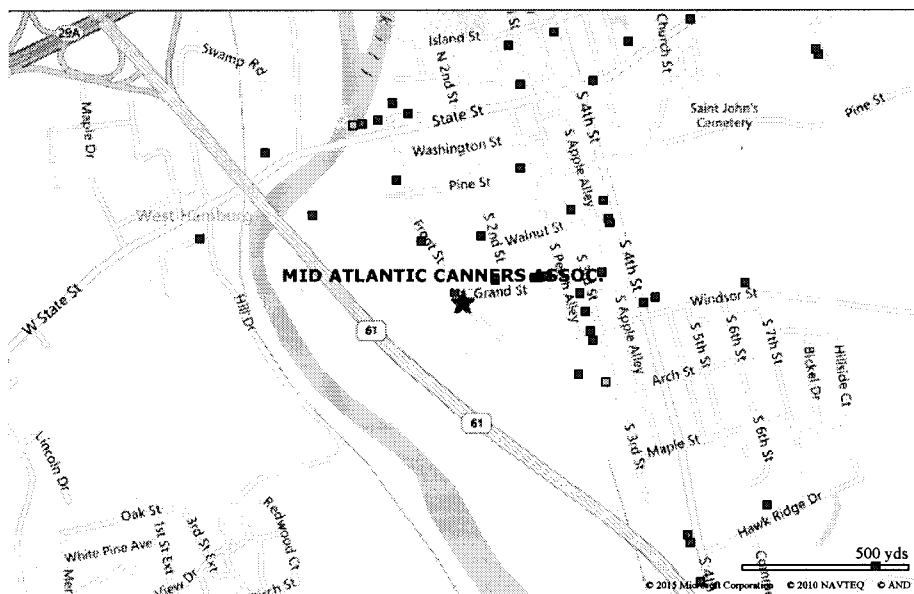 29A
Swamp Rd
Maple Dr
Island St
N 2nd St
State St
Washington St
Pine St
Church St
S 4th St
S Apple Alley
Saint John's
Cemetery
Pine St
West Hamburg
W State St
Hill Dr
Front St
S 2nd St
Walnut St
MID ATLANTIC CANNERS ASSOC.
Grand St
S 4th St
S Apple Alley
Windsor St
S 5th St
S 6th St
S 7th St
Bickel Dr
Hillside Ct
Arch St
61
61
S 3rd St
Maple St
S 6th St
Hawk Ridge Dr
S 4th
Lincoln Dr
Oak St
White Pine Ave
1st St Ext
3rd St Ext
Redwood Ct
View Dr
500 yds
© 2015 Microsoft Corporation © 2010 NAVTEQ © AND